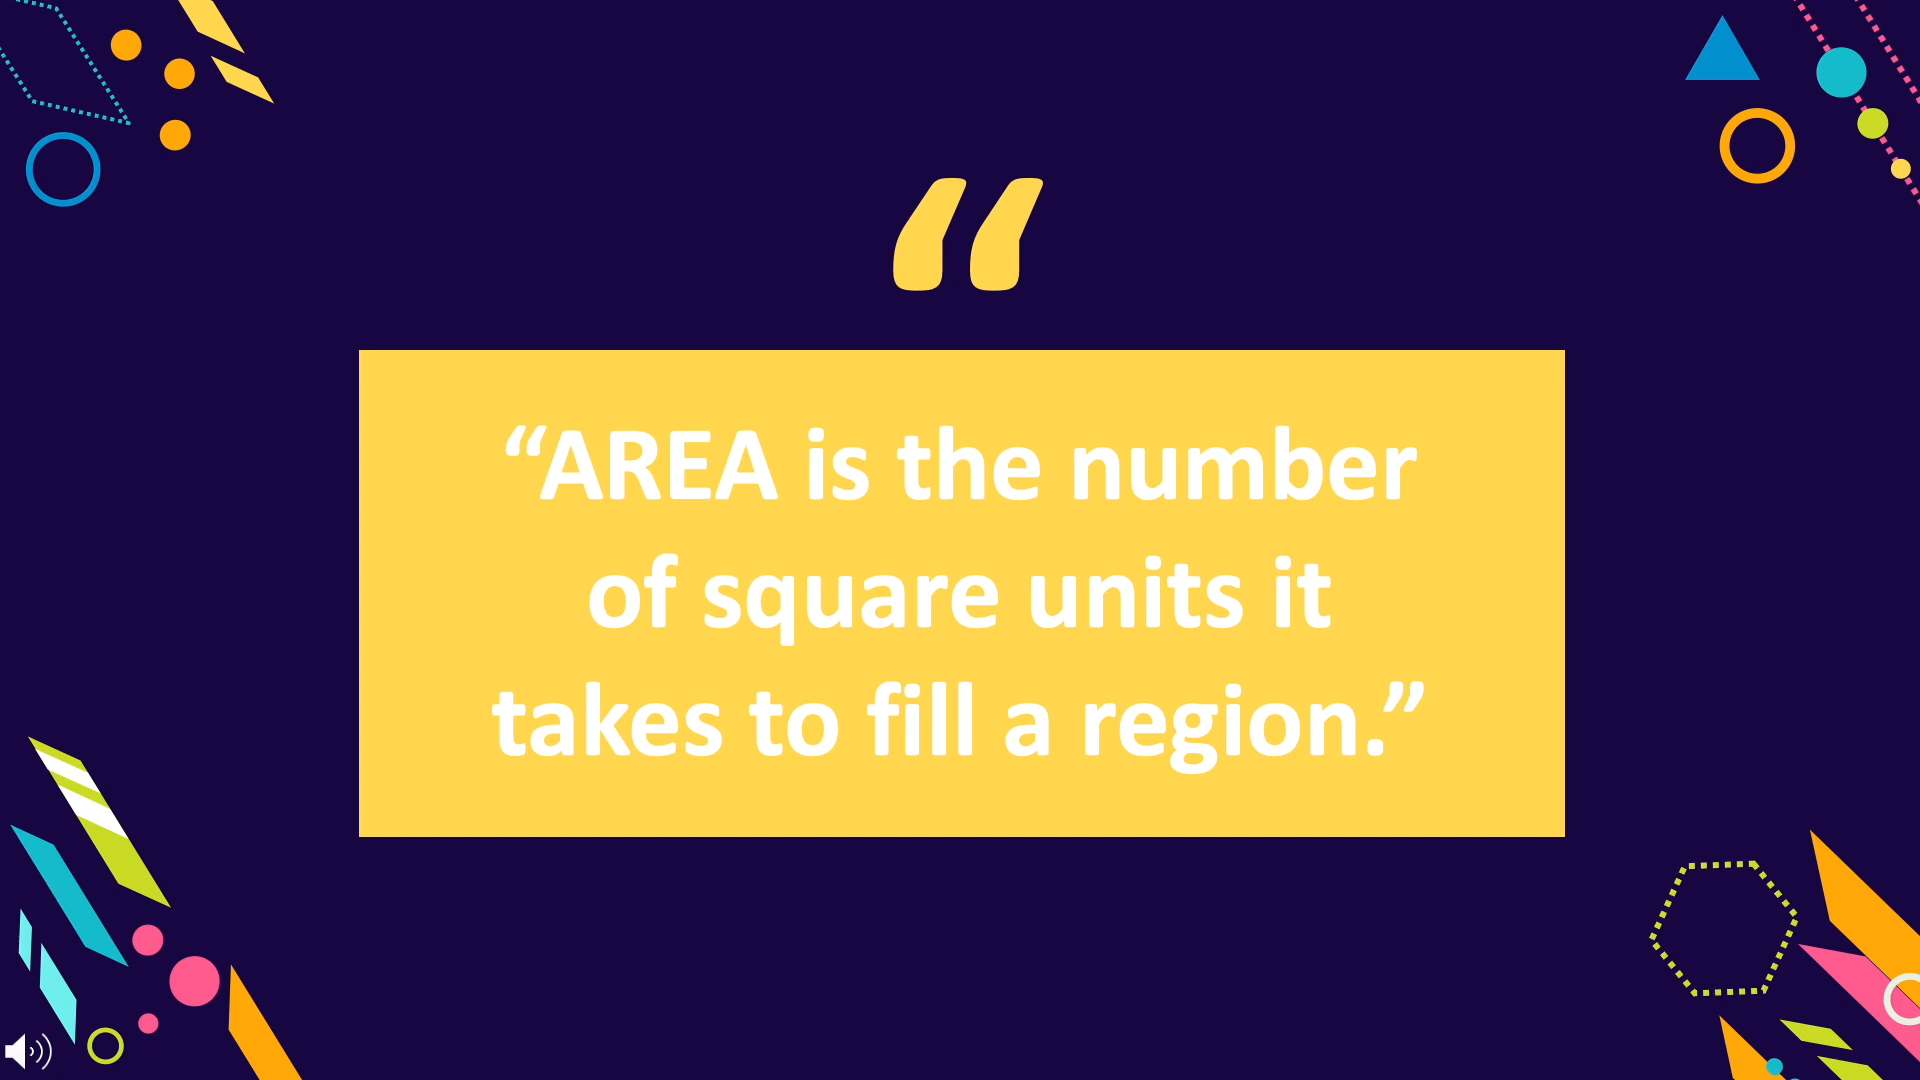 “
“AREA is the number
of square units it
takes to fill a region.”